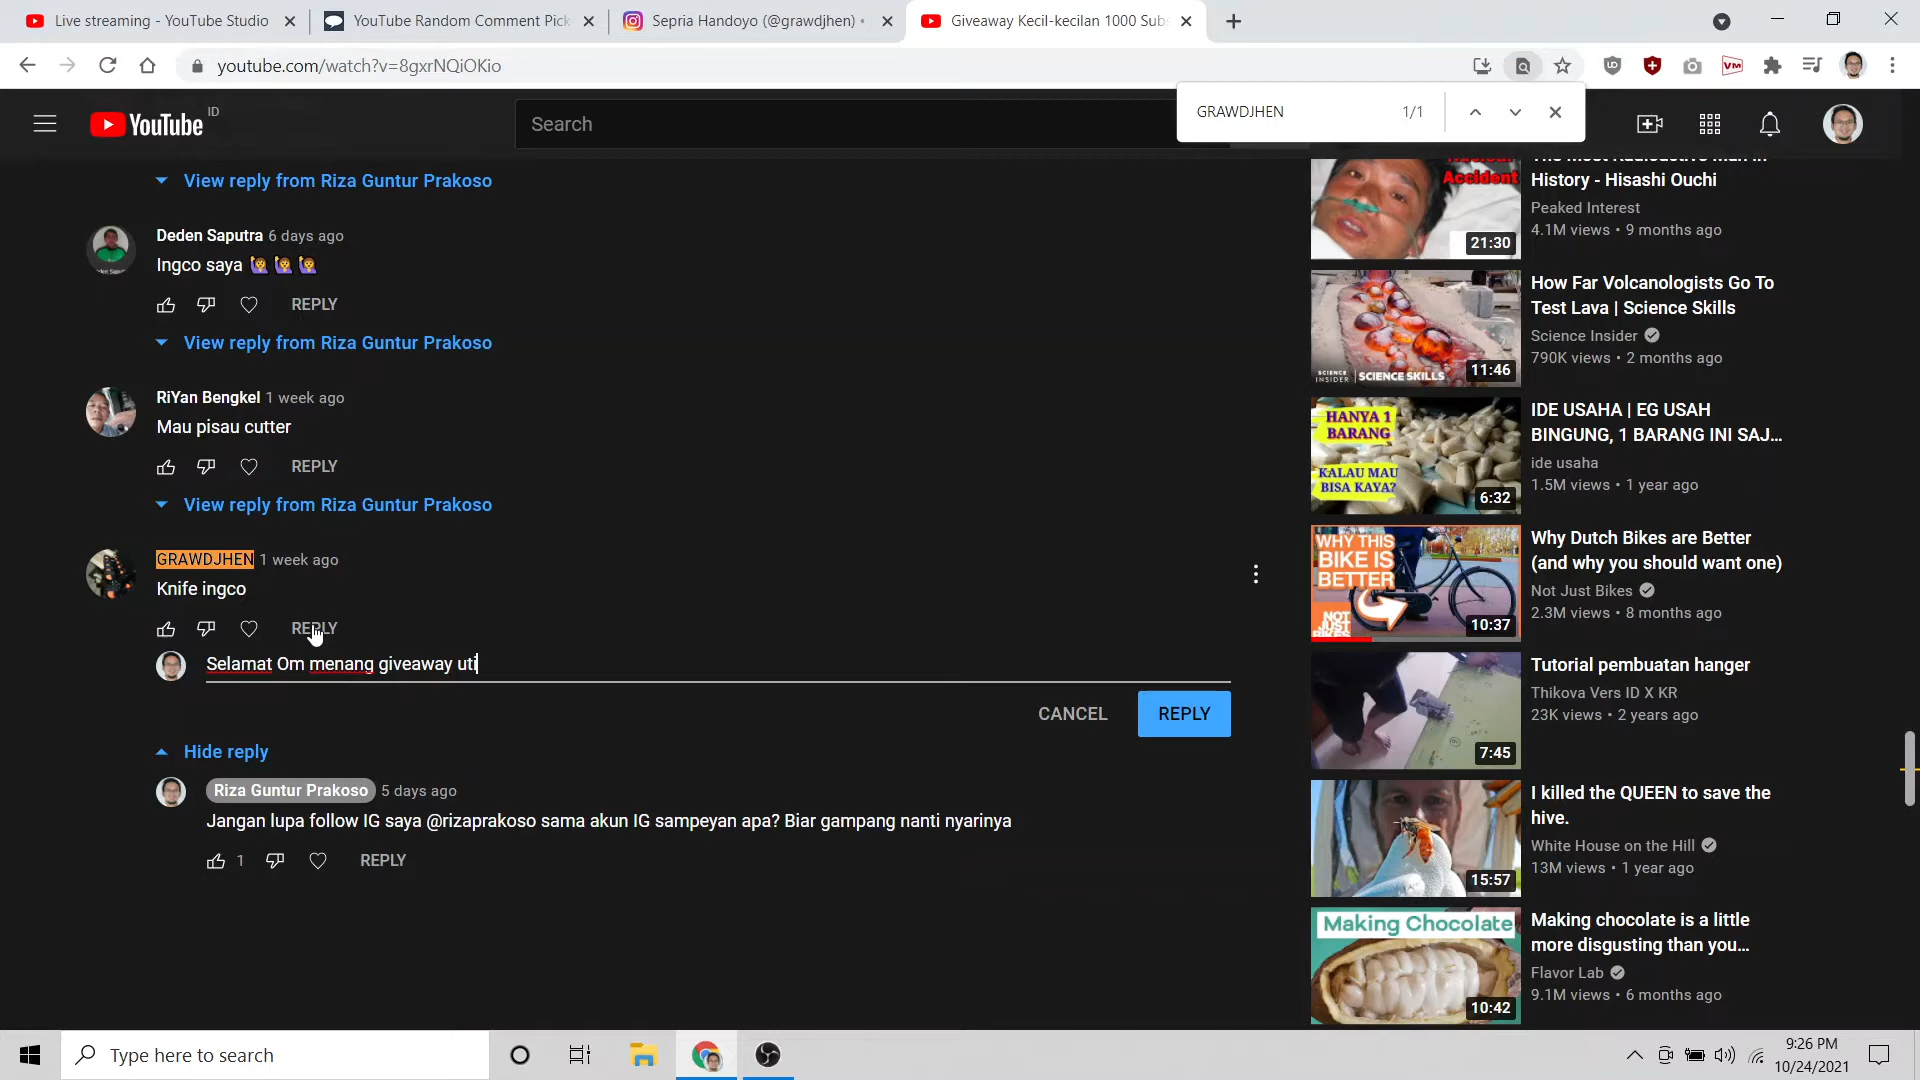 Live streaming - YouTube Studio
YouTube Random Comment Pick
Sepria Handoyo (@grawdjhen) •
Giveaway Kecil-kecilan 1000 Sub
youtube.com/watch?v=8gxrNQiOKio
GRAWDJHEN 1/1
YouTube ID
Search
View reply from Riza Guntur Prakoso
Deden Saputra 6 days ago
Ingco saya 🙋‍♀️🙋‍♀️🙋‍♀️
REPLY
View reply from Riza Guntur Prakoso
RiYan Bengkel 1 week ago
Mau pisau cutter
REPLY
View reply from Riza Guntur Prakoso
GRAWDJHEN 1 week ago
Knife ingco
REPLY
Selamat Om menang giveaway uti
CANCEL
REPLY
Hide reply
Riza Guntur Prakoso 5 days ago
Jangan lupa follow IG saya @rizaprakoso sama akun IG sampeyan apa? Biar gampang nanti nyarinya
1 REPLY
Accident
21:30
The Most Radioactive Man in
History - Hisashi Ouchi
Peaked Interest
4.1M views • 9 months ago
SCIENCE INSIDER | SCIENCE SKILLS
11:46
How Far Volcanologists Go To
Test Lava | Science Skills
Science Insider
790K views • 2 months ago
HANYA 1
BARANG
KALAU MAU
BISA KAYA?
6:32
IDE USAHA | EG USAH
BINGUNG, 1 BARANG INI SAJ...
ide usaha
1.5M views • 1 year ago
WHY THIS
BIKE IS
BETTER
NOT
JUST
BIKES
10:37
Why Dutch Bikes are Better
(and why you should want one)
Not Just Bikes
2.3M views • 8 months ago
7:45
Tutorial pembuatan hanger
Thikova Vers ID X KR
23K views • 2 years ago
15:57
I killed the QUEEN to save the
hive.
White House on the Hill
13M views • 1 year ago
Making Chocolate
10:42
Making chocolate is a little
more disgusting than you...
Flavor Lab
9.1M views • 6 months ago
Type here to search
9:26 PM
10/24/2021